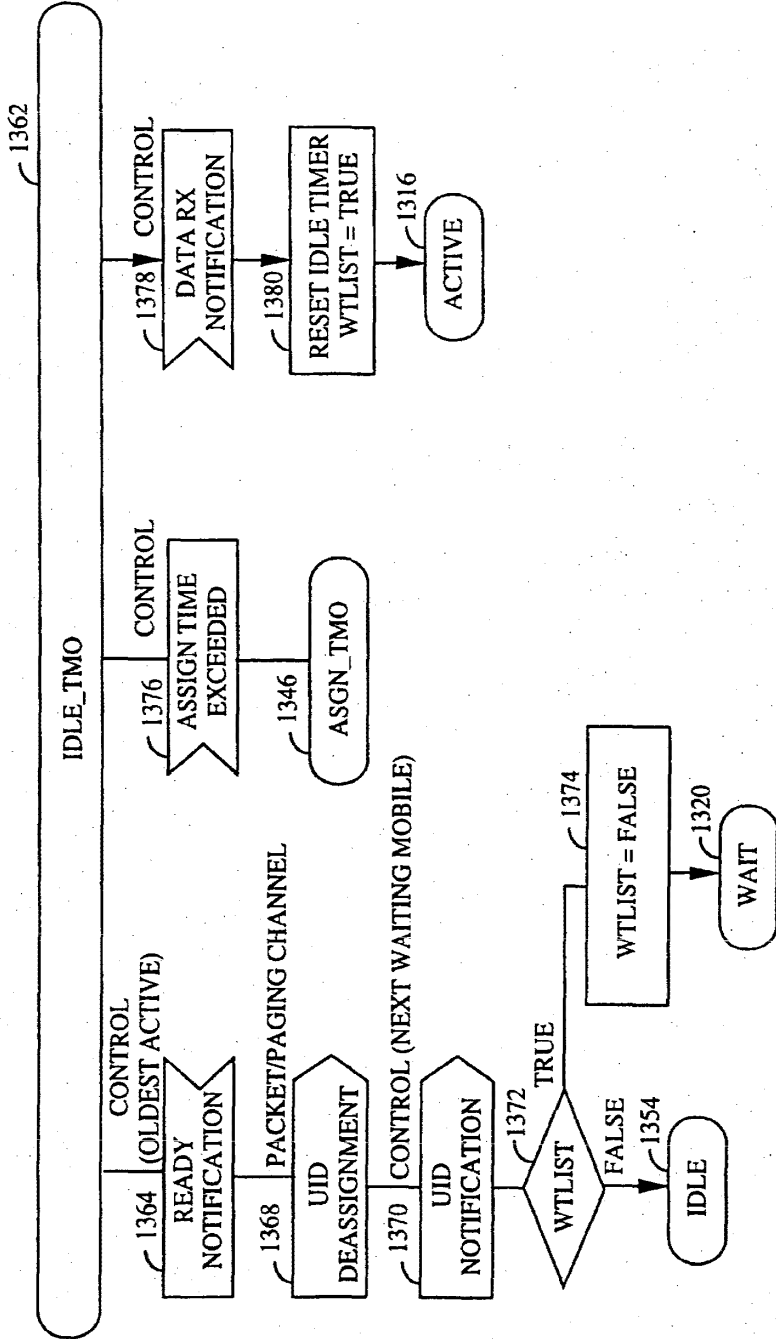 1362
IDLE_TMO
CONTROL
(OLDEST ACTIVE)
1364
READY
NOTIFICATION
PACKET/PAGING CHANNEL
1368
UID
DEASSIGNMENT
CONTROL (NEXT WAITING MOBILE)
1370
UID
NOTIFICATION
1372
WTLIST
TRUE
FALSE
1354
IDLE
1374
WTLIST = FALSE
1320
WAIT
CONTROL
1376
ASSIGN TIME
EXCEEDED
1346
ASGN_TMO
CONTROL
1378
DATA RX
NOTIFICATION
1380
RESET IDLE TIMER
WTLIST = TRUE
1316
ACTIVE